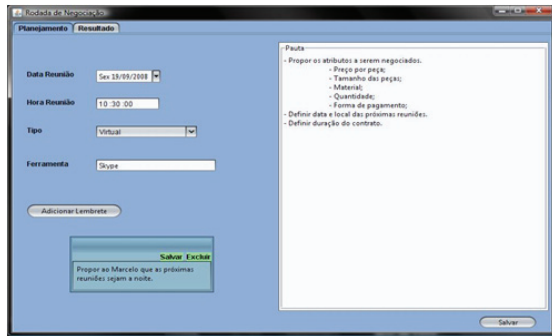 Rodada de Negociação
Planejamento Resultado
Data Reunião
Sex 19/09/2008
Hora Reunião
10:30:00
Tipo
Virtual
Ferramenta
Skype
Adicionar Lembrete
Salvar Excluir
Propor ao Marcelo que as próximas
reuniões sejam a noite.
Pauta
- Propor os atributos a serem negociados.
- Preço por peça;
- Tamanho das peças;
- Material;
- Quantidade;
- Forma de pagamento;
- Definir data e local das próximas reuniões.
- Definir duração do contrato.
Salvar